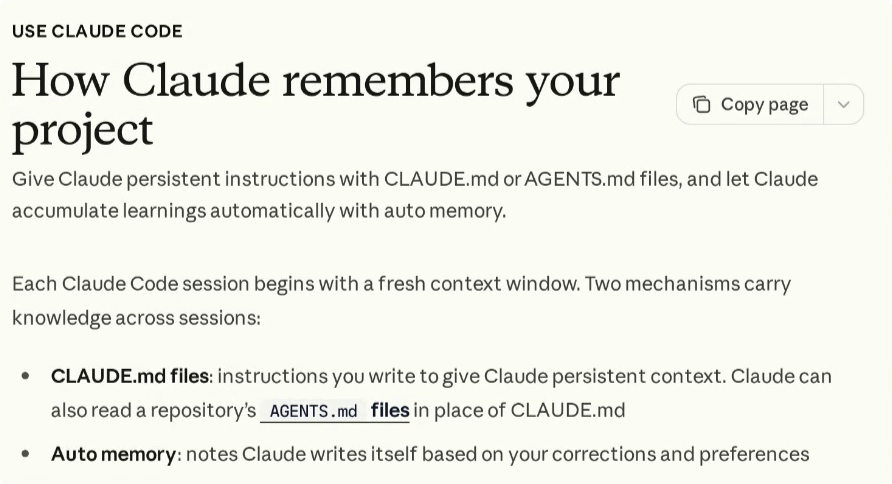 USE CLAUDE CODE
How Claude remembers your
project
Copy page
Give Claude persistent instructions with CLAUDE.md or AGENTS.md files, and let Claude
accumulate learnings automatically with auto memory.
Each Claude Code session begins with a fresh context window. Two mechanisms carry
knowledge across sessions:
• CLAUDE.md files: instructions you write to give Claude persistent context. Claude can
also read a repository’s AGENTS.md files in place of CLAUDE.md
• Auto memory: notes Claude writes itself based on your corrections and preferences